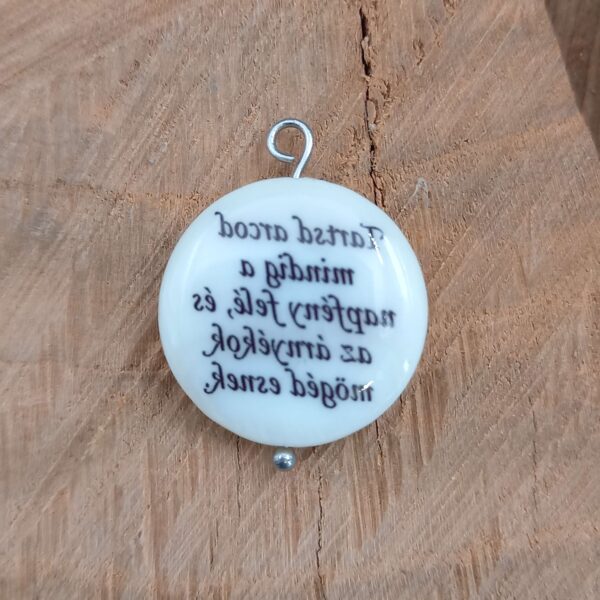 Tartsd arcod
mindig a
napfény felé, és
az árnyékok
mögéd esnek.